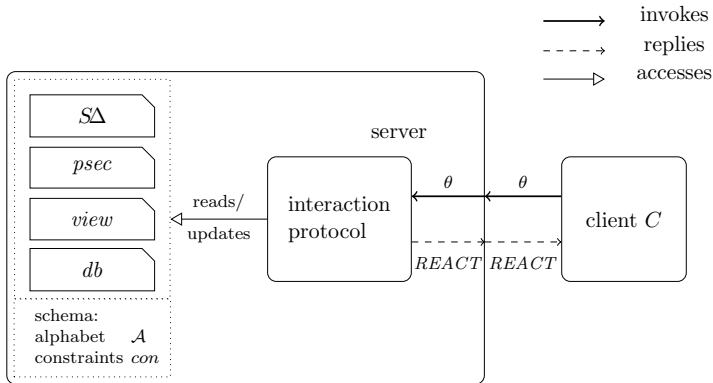 invokes
replies
accesses
server
SΔ
psec
view
db
schema:
alphabet 𝒜
constraints con
reads/
updates
interaction
protocol
θ
θ
REACT
REACT
client C